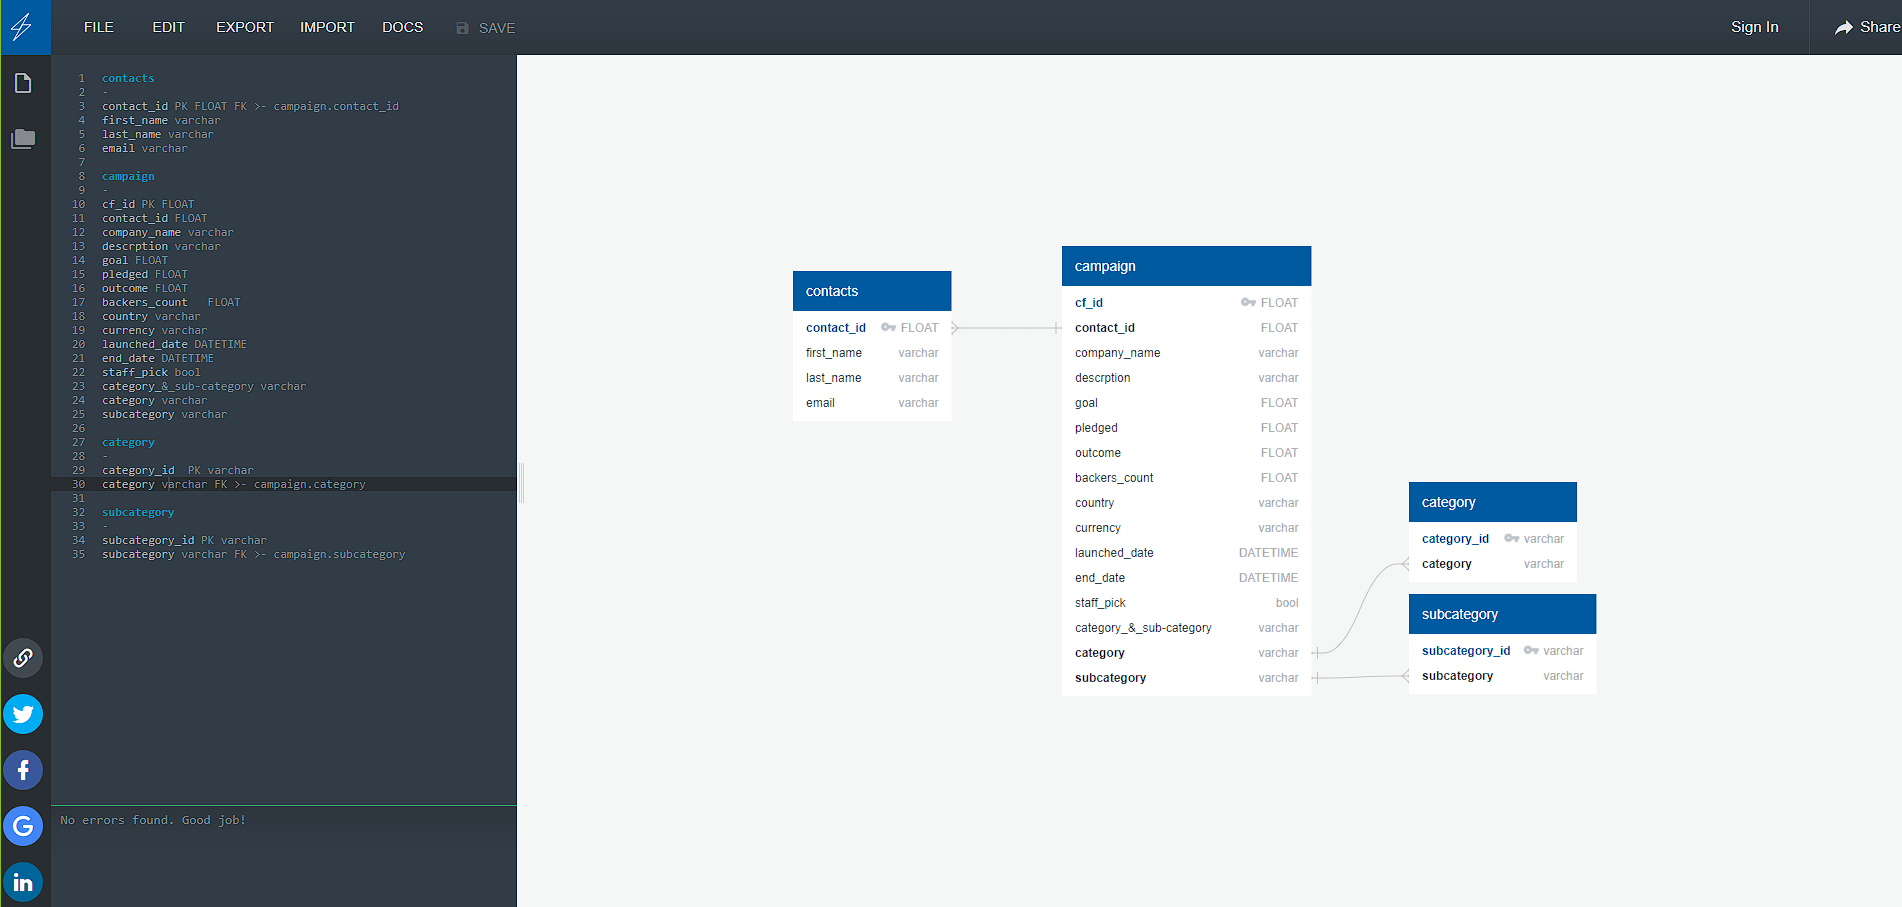 FILE EDIT EXPORT IMPORT DOCS SAVE Sign In Share
1 contacts
2 -
3 contact_id PK FLOAT FK >- campaign.contact_id
4 first_name varchar
5 last_name varchar
6 email varchar
7
8 campaign
9 -
10 cf_id PK FLOAT
11 contact_id FLOAT
12 company_name varchar
13 descrption varchar
14 goal FLOAT
15 pledged FLOAT
16 outcome FLOAT
17 backers_count FLOAT
18 country varchar
19 currency varchar
20 launched_date DATETIME
21 end_date DATETIME
22 staff_pick bool
23 category_&_sub-category varchar
24 category varchar
25 subcategory varchar
26
27 category
28 -
29 category_id PK varchar
30 category varchar FK >- campaign.category
31
32 subcategory
33 -
34 subcategory_id PK varchar
35 subcategory varchar FK >- campaign.subcategory
No errors found. Good job!
contacts
contact_id FLOAT
first_name varchar
last_name varchar
email varchar
campaign
cf_id FLOAT
contact_id FLOAT
company_name varchar
descrption varchar
goal FLOAT
pledged FLOAT
outcome FLOAT
backers_count FLOAT
country varchar
currency varchar
launched_date DATETIME
end_date DATETIME
staff_pick bool
category_&_sub-category varchar
category varchar
subcategory varchar
category
category_id varchar
category varchar
subcategory
subcategory_id varchar
subcategory varchar